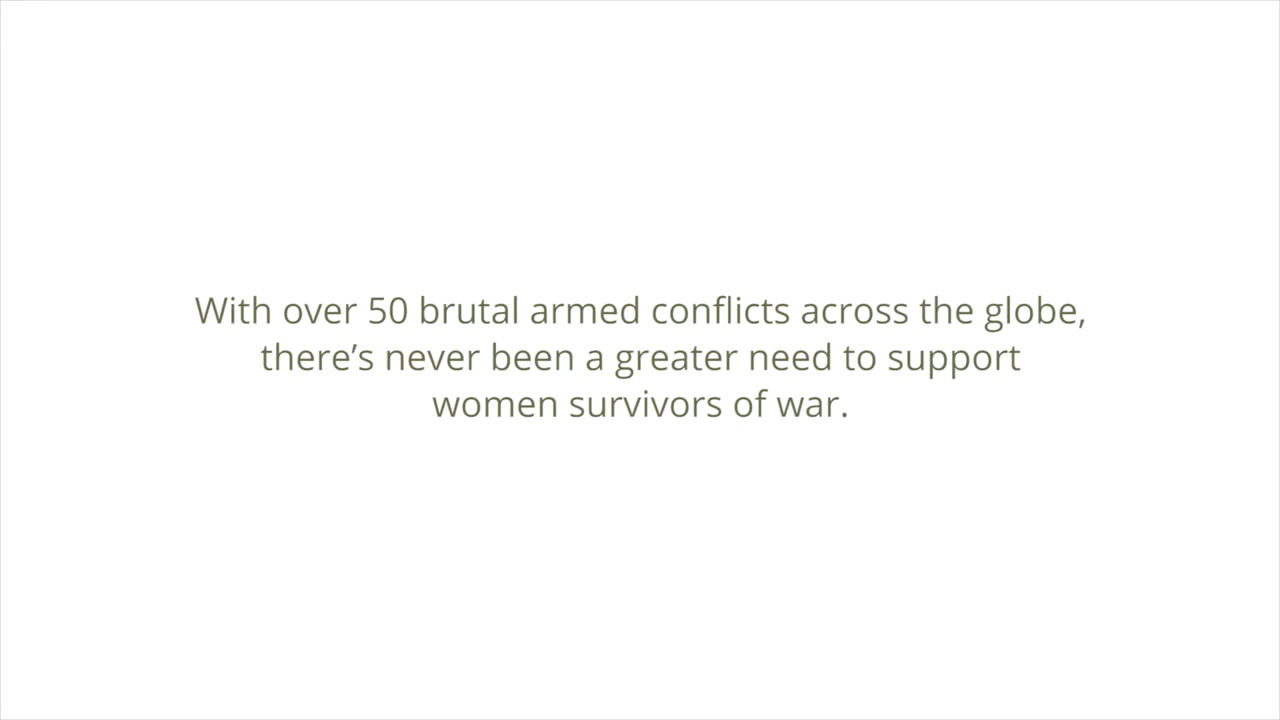 With over 50 brutal armed conflicts across the globe,
there’s never been a greater need to support
women survivors of war.